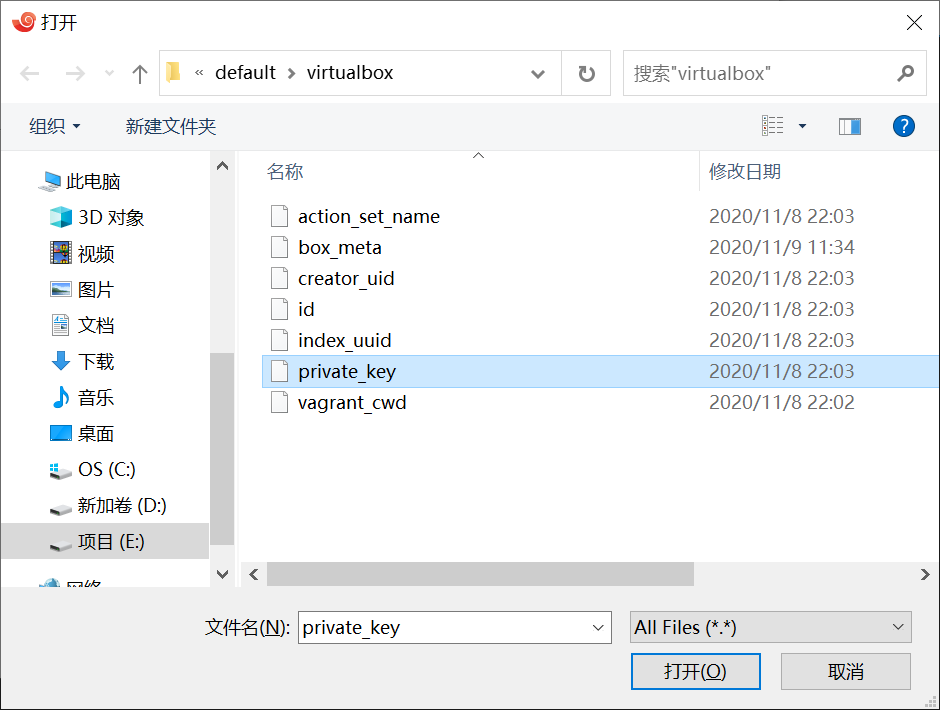 打开
« default › virtualbox
搜索"virtualbox"
组织
新建文件夹
?
名称
修改日期
此电脑
3D 对象
视频
图片
文档
下载
音乐
桌面
OS (C:)
新加卷 (D:)
项目 (E:)
网络
action_set_name 2020/11/8 22:03
box_meta 2020/11/9 11:34
creator_uid 2020/11/8 22:03
id 2020/11/8 22:03
index_uuid 2020/11/8 22:03
private_key 2020/11/8 22:03
vagrant_cwd 2020/11/8 22:02
文件名(N): private_key
All Files (*.*)
打开(O)
取消